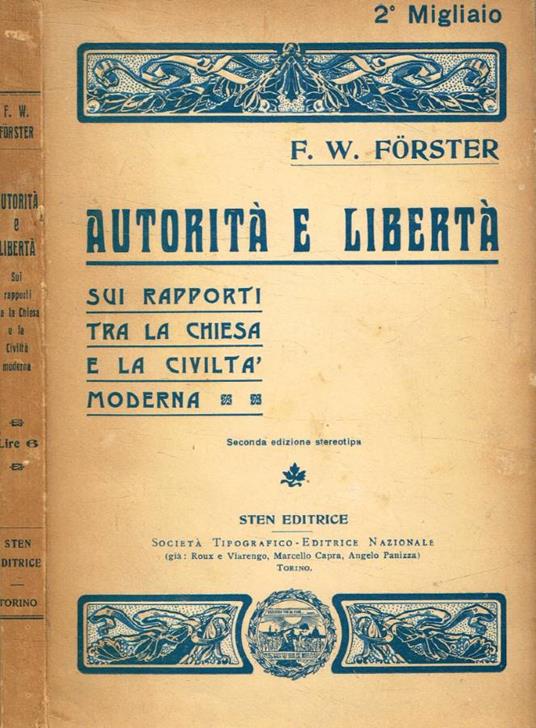 2° Migliaio
F. W. FÖRSTER
AUTORITÀ E LIBERTÀ
SUI RAPPORTI
TRA LA CHIESA
E LA CIVILTA'
MODERNA
Seconda edizione stereotipa
STEN EDITRICE
SOCIETÀ TIPOGRAFICO-EDITRICE NAZIONALE
(già: Roux e Viarengo, Marcello Capra, Angelo Panizza)
TORINO.
F. W.
FÖRSTER
UTORITÀ
e
LIBERTÀ
Sui
rapporti
a la Chiesa
e la
Civiltà
moderna
Lire 6
STEN
EDITRICE
TORINO